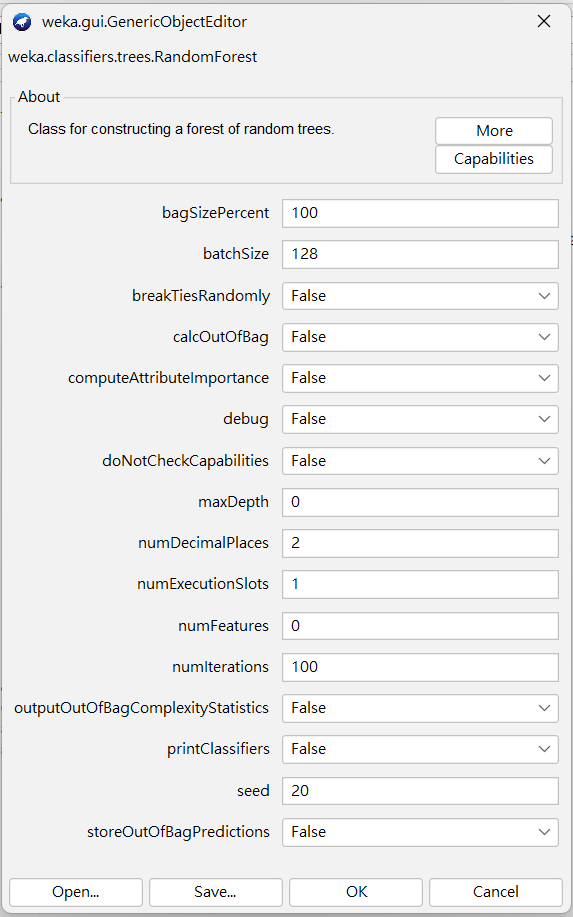 weka.gui.GenericObjectEditor
weka.classifiers.trees.RandomForest
About
Class for constructing a forest of random trees.
More
Capabilities
bagSizePercent 100
batchSize 128
breakTiesRandomly False
calcOutOfBag False
computeAttributeImportance False
debug False
doNotCheckCapabilities False
maxDepth 0
numDecimalPlaces 2
numExecutionSlots 1
numFeatures 0
numIterations 100
outputOutOfBagComplexityStatistics False
printClassifiers False
seed 20
storeOutOfBagPredictions False
Open... Save... OK Cancel